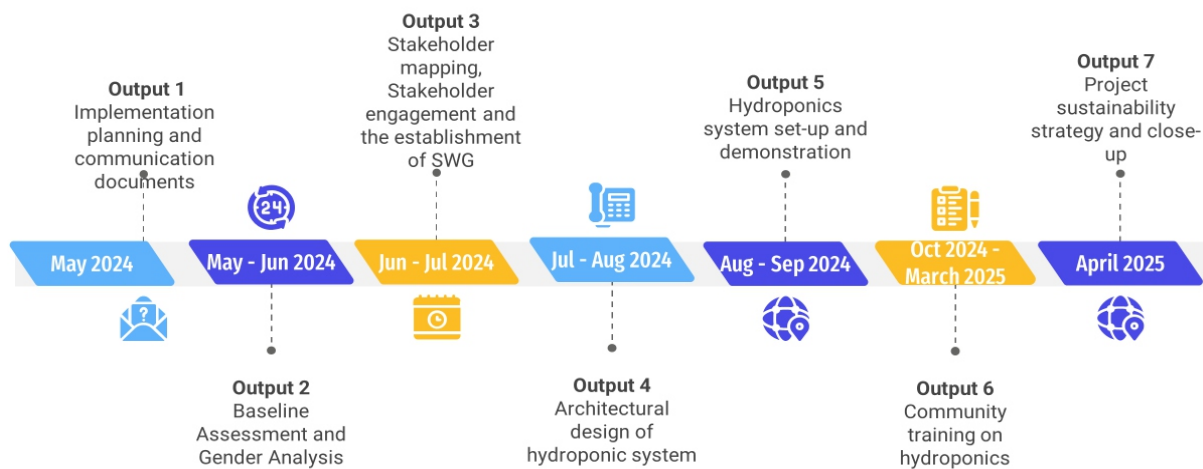 Output 1
Implementation
planning and
communication
documents
Output 3
Stakeholder
mapping,
Stakeholder
engagement and
the establishment
of SWG
Output 5
Hydroponics
system set-up and
demonstration
Output 7
Project
sustainability
strategy and close-
up
24
May 2024
May - Jun 2024
Jun - Jul 2024
Jul - Aug 2024
Aug - Sep 2024
Oct 2024 -
March 2025
April 2025
?
Output 2
Baseline
Assessment and
Gender Analysis
Output 4
Architectural
design of
hydroponic system
Output 6
Community
training on
hydroponics